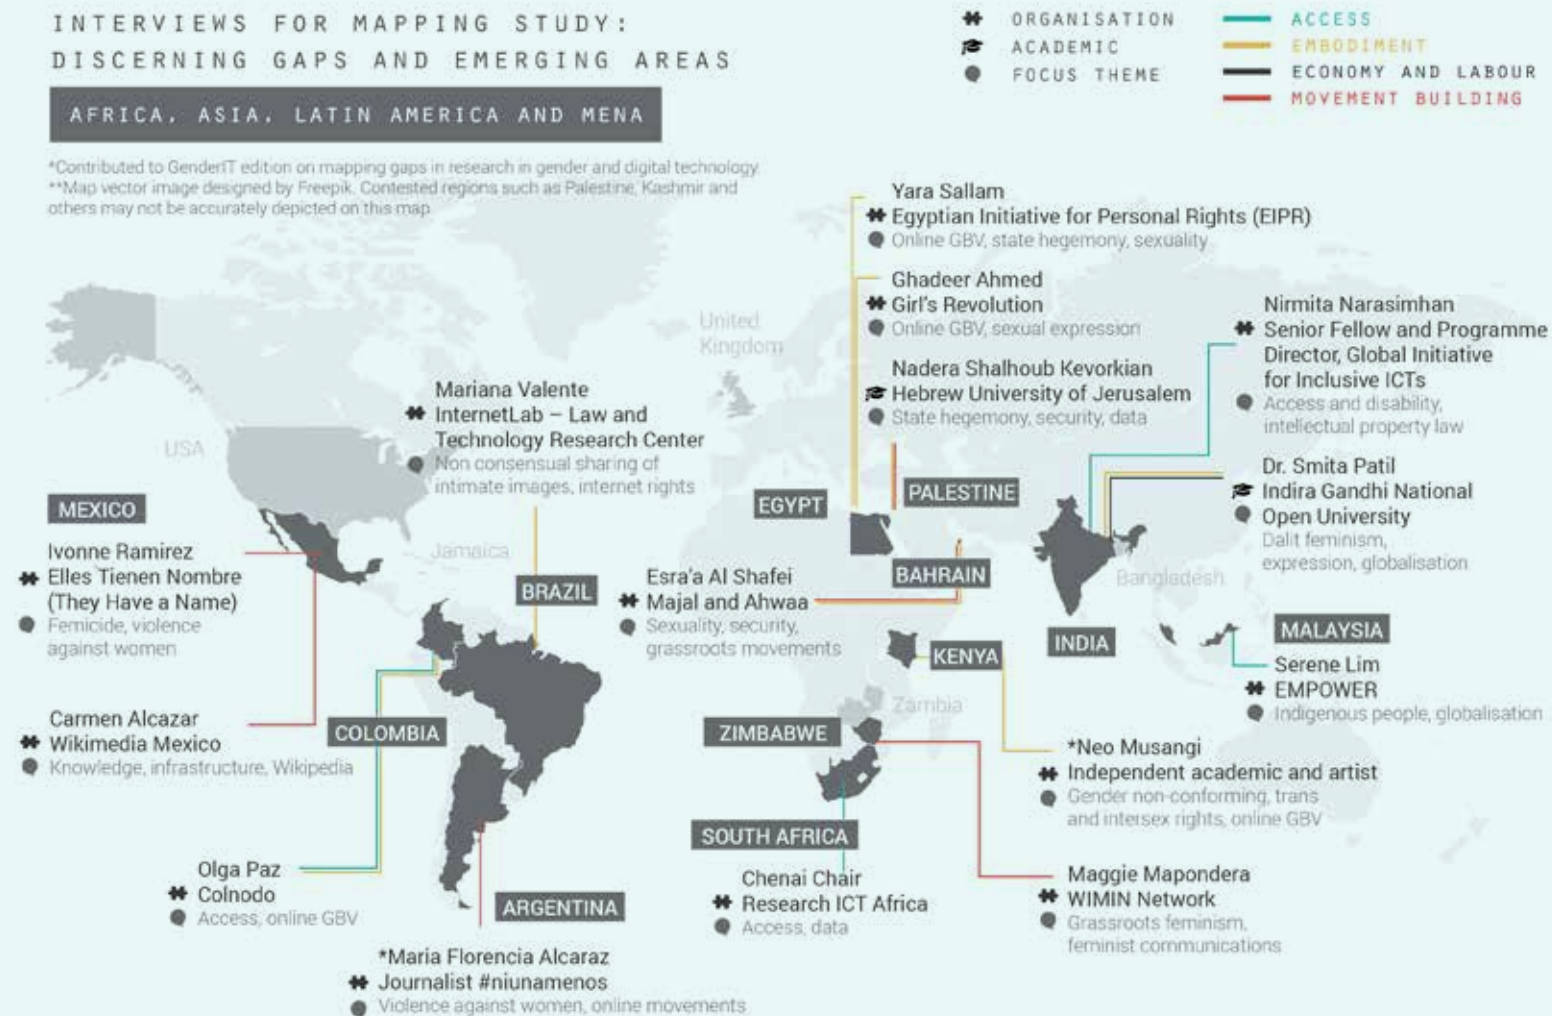 INTERVIEWS FOR MAPPING STUDY:
DISCERNING GAPS AND EMERGING AREAS
AFRICA, ASIA, LATIN AMERICA AND MENA
*Contributed to GenderIT edition on mapping gaps in research in gender and digital technology.
**Map vector image designed by Freepik. Contested regions such as Palestine, Kashmir and
others may not be accurately depicted on this map.
ORGANISATION
ACADEMIC
FOCUS THEME
ACCESS
EMBODIMENT
ECONOMY AND LABOUR
MOVEMENT BUILDING
Yara Sallam
Egyptian Initiative for Personal Rights (EIPR)
Online GBV, state hegemony, sexuality
Ghadeer Ahmed
Girl's Revolution
Online GBV, sexual expression
Nadera Shalhoub Kevorkian
Hebrew University of Jerusalem
State hegemony, security, data
Nirmita Narasimhan
Senior Fellow and Programme
Director, Global Initiative
for Inclusive ICTs
Access and disability,
intellectual property law
Dr. Smita Patil
Indira Gandhi National
Open University
Dalit feminism,
expression, globalisation
United
Kingdom
USA
Mariana Valente
InternetLab – Law and
Technology Research Center
Non consensual sharing of
intimate images, internet rights
MEXICO
Ivonne Ramirez
Elles Tienen Nombre
(They Have a Name)
Femicide, violence
against women
Jamaica
BRAZIL
EGYPT
PALESTINE
BAHRAIN
Esra'a Al Shafei
Majal and Ahwaa
Sexuality, security,
grassroots movements
Bangladesh
INDIA
MALAYSIA
Serene Lim
EMPOWER
Indigenous people, globalisation
KENYA
Zambia
Carmen Alcazar
Wikimedia Mexico
Knowledge, infrastructure, Wikipedia
COLOMBIA
ZIMBABWE
*Neo Musangi
Independent academic and artist
Gender non-conforming, trans
and intersex rights, online GBV
SOUTH AFRICA
Chenai Chair
Research ICT Africa
Access, data
Maggie Mapondera
WIMIN Network
Grassroots feminism,
feminist communications
Olga Paz
Colnodo
Access, online GBV
ARGENTINA
*Maria Florencia Alcaraz
Journalist #niunamenos
Violence against women, online movements